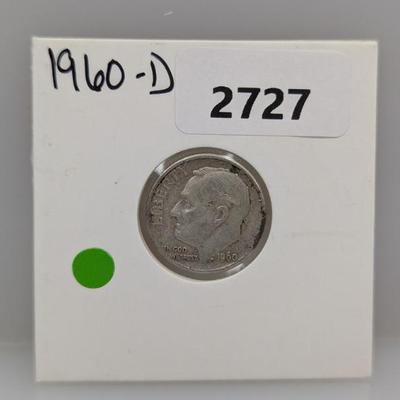 1960-D
2727
LIBERTY
IN GOD WE
TRUST
1960